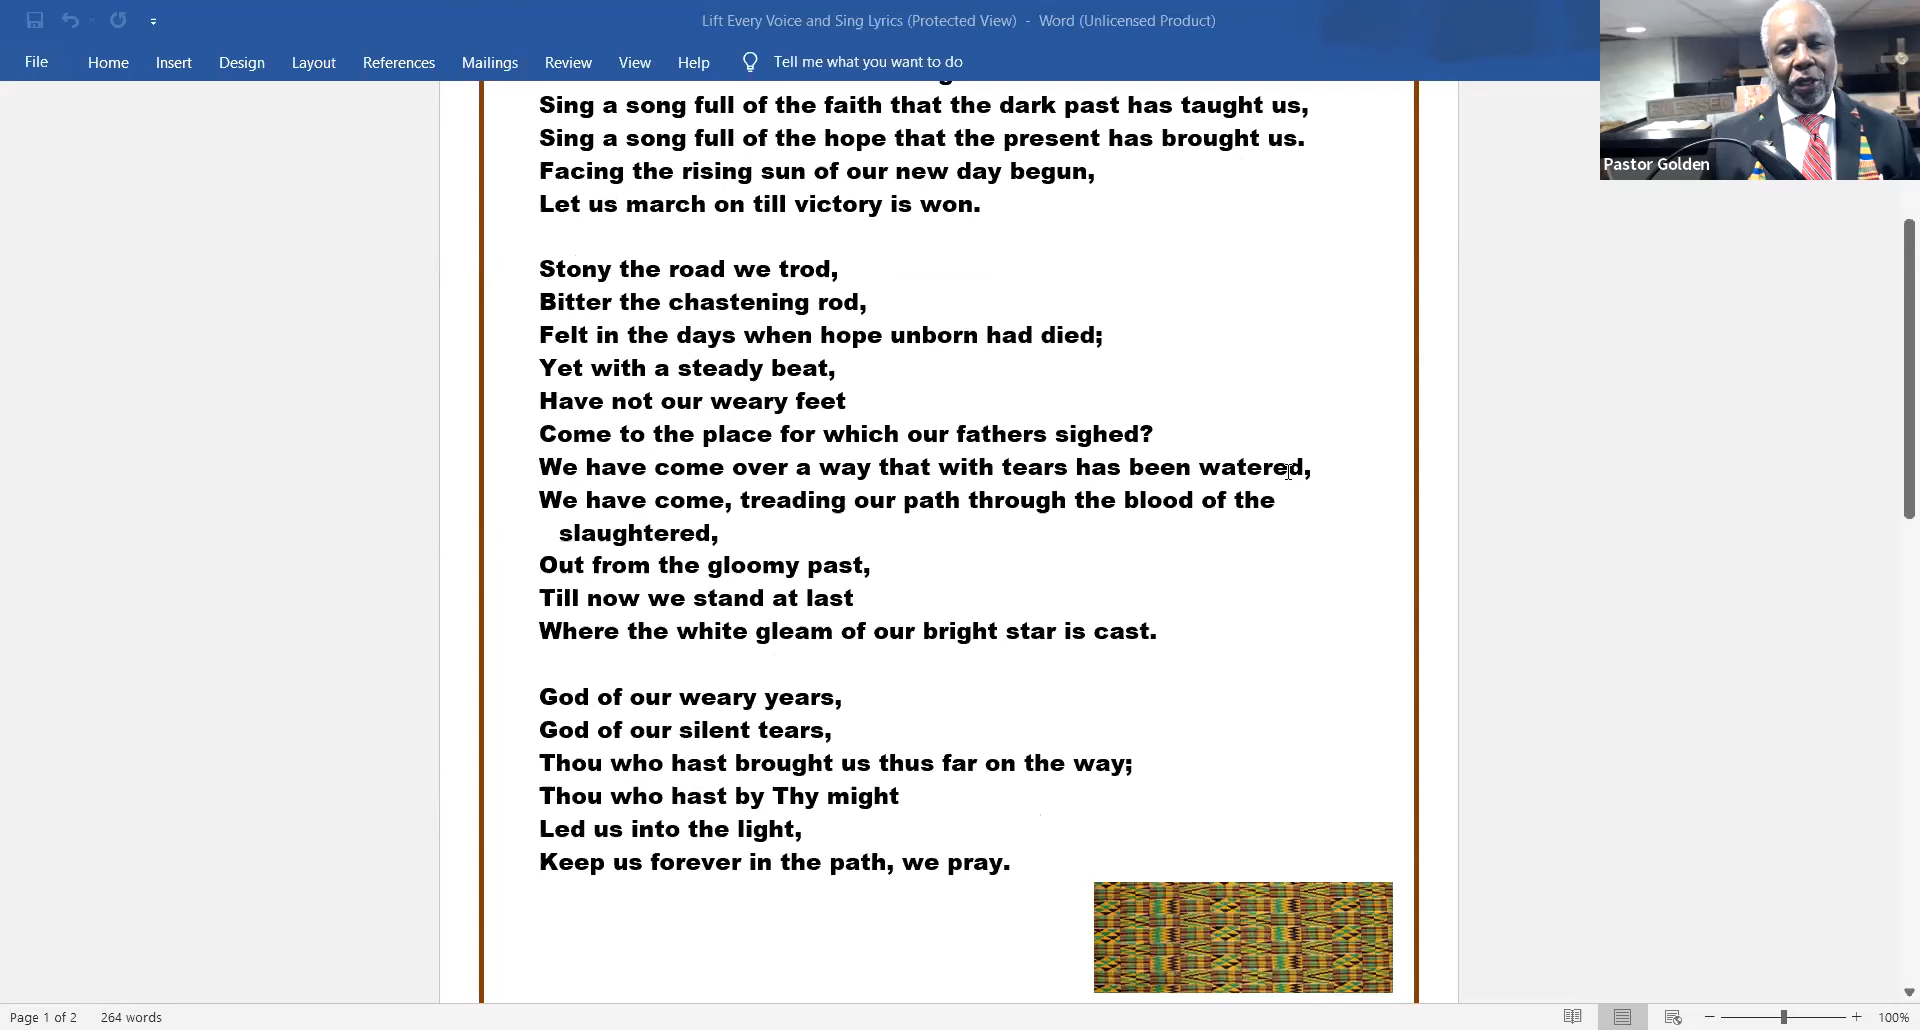 Lift Every Voice and Sing Lyrics (Protected View) - Word (Unlicensed Product)
File Home Insert Design Layout References Mailings Review View Help Tell me what you want to do
BLESSED
Pastor Golden
Sing a song full of the faith that the dark past has taught us,
Sing a song full of the hope that the present has brought us.
Facing the rising sun of our new day begun,
Let us march on till victory is won.
Stony the road we trod,
Bitter the chastening rod,
Felt in the days when hope unborn had died;
Yet with a steady beat,
Have not our weary feet
Come to the place for which our fathers sighed?
We have come over a way that with tears has been watered,
We have come, treading our path through the blood of the
slaughtered,
Out from the gloomy past,
Till now we stand at last
Where the white gleam of our bright star is cast.
God of our weary years,
God of our silent tears,
Thou who hast brought us thus far on the way;
Thou who hast by Thy might
Led us into the light,
Keep us forever in the path, we pray.
Page 1 of 2 264 words 100%